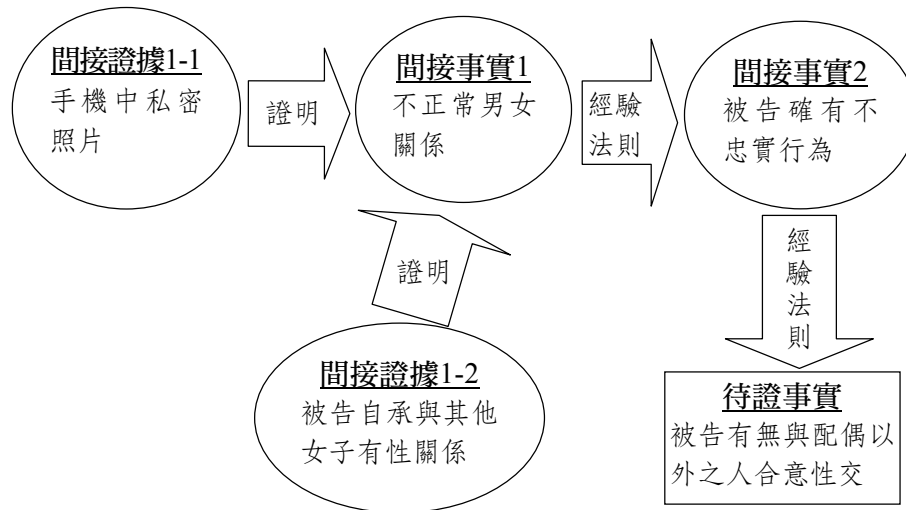 間接證據1-1
手機中私密
照片
證明
間接事實1
不正常男女
關係
經驗
法則
間接事實2
被告確有不
忠實行為
證明
間接證據1-2
被告自承與其他
女子有性關係
經
驗
法
則
待證事實
被告有無與配偶以
外之人合意性交